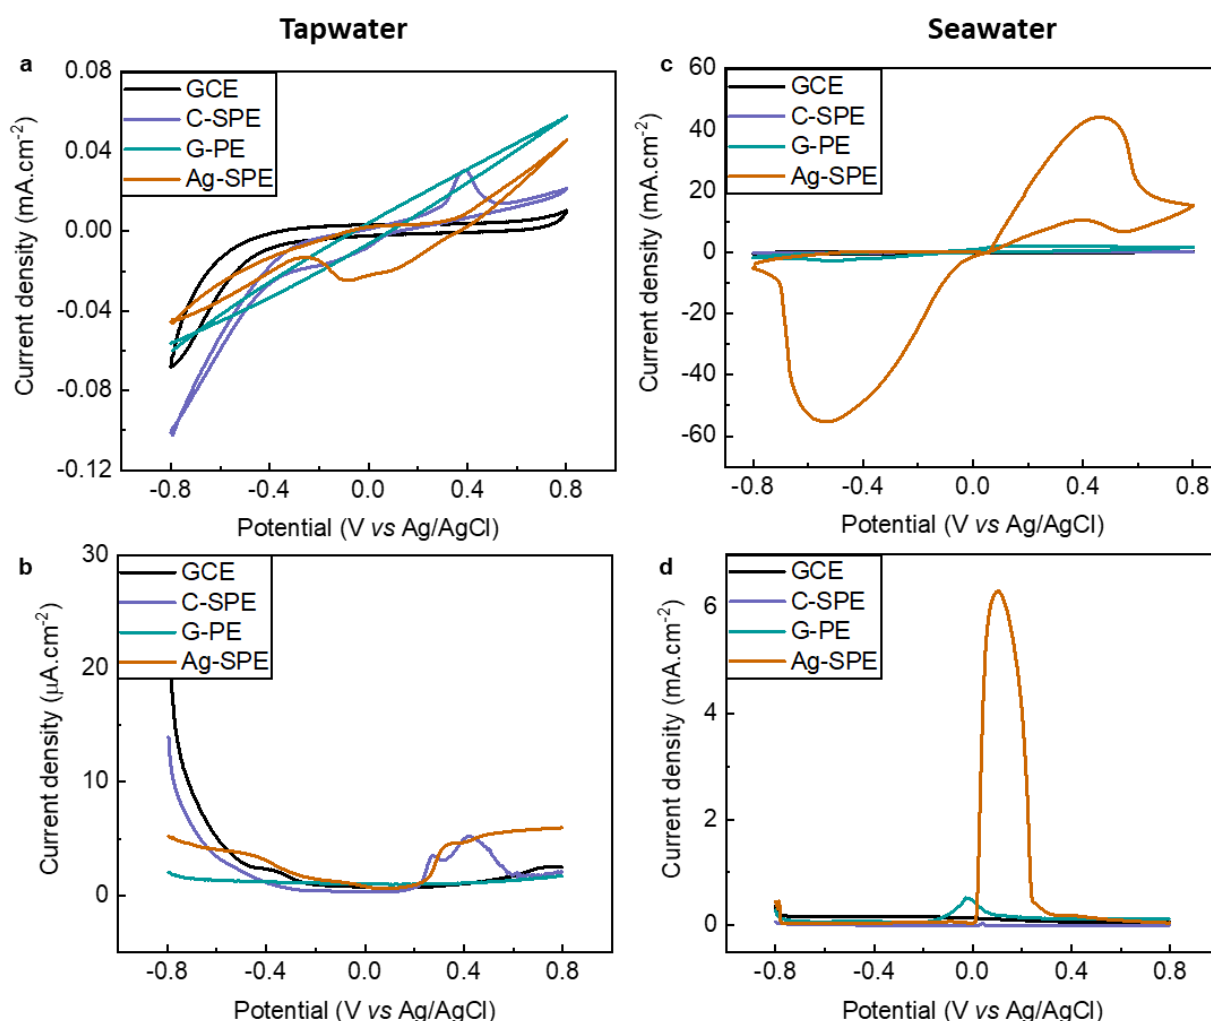 Tapwater
Seawater
a
0.08
0.04
0.00
-0.04
-0.08
-0.12
Current density (mA.cm-2)
GCE
C-SPE
G-PE
Ag-SPE
-0.8 -0.4 0.0 0.4 0.8
Potential (V vs Ag/AgCl)
c
60
40
20
0
-20
-40
-60
Current density (mA.cm-2)
GCE
C-SPE
G-PE
Ag-SPE
-0.8 -0.4 0.0 0.4 0.8
Potential (V vs Ag/AgCl)
b
30
20
10
0
Current density (μA.cm-2)
GCE
C-SPE
G-PE
Ag-SPE
-0.8 -0.4 0.0 0.4 0.8
Potential (V vs Ag/AgCl)
d
6
4
2
0
Current density (mA.cm-2)
GCE
C-SPE
G-PE
Ag-SPE
-0.8 -0.4 0.0 0.4 0.8
Potential (V vs Ag/AgCl)